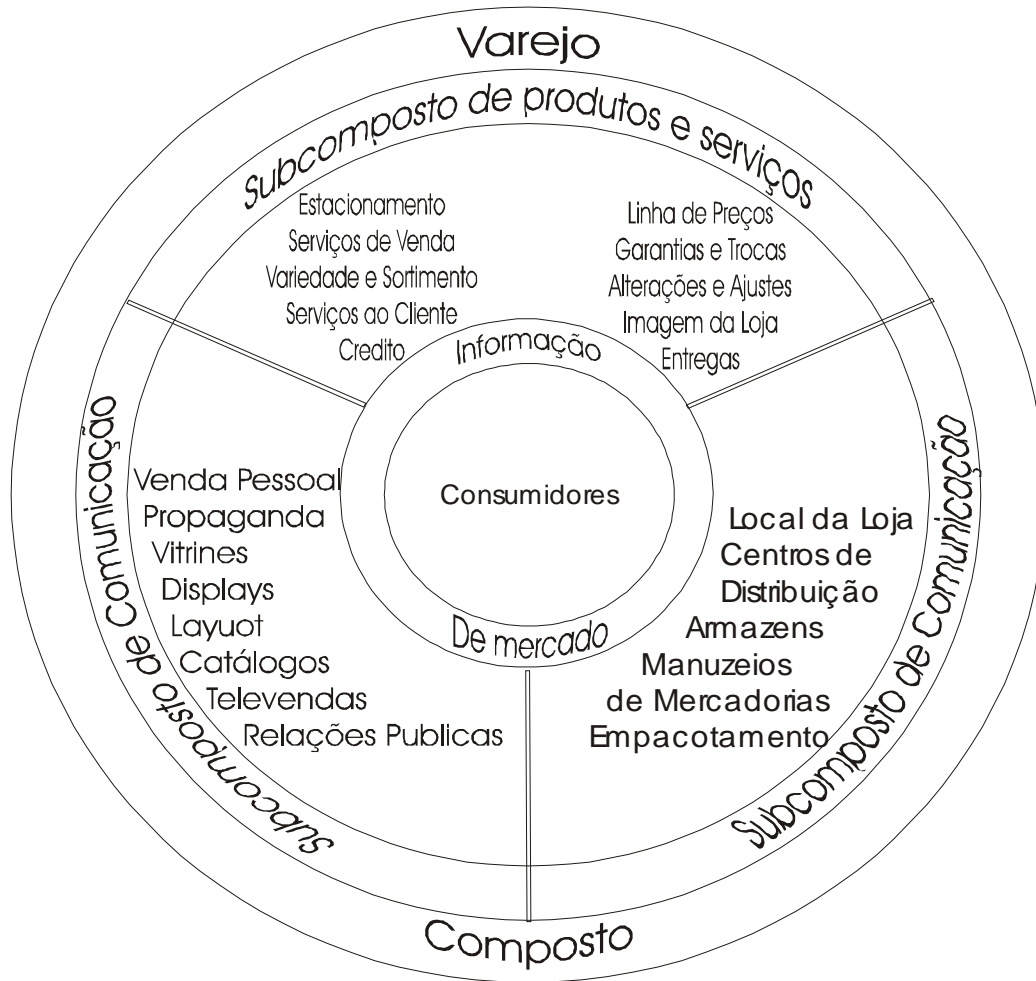 Varejo
Subcomposto de produtos e serviços
Estacionamento
Serviços de Venda
Variedade e Sortimento
Serviços ao Cliente
Credito
Linha de Preços
Garantias e Trocas
Alterações e Ajustes
Imagem da Loja
Entregas
Informação
De mercado
Consumidores
Subcomposto de Comunicação
Venda Pessoal
Propaganda
Vitrines
Displays
Layuot
Catálogos
Televendas
Relações Publicas
Subcomposto de Comunicação
Local da Loja
Centros de
Distribuição
Armazens
Manuzeios
de Mercadorias
Empacotamento
Composto